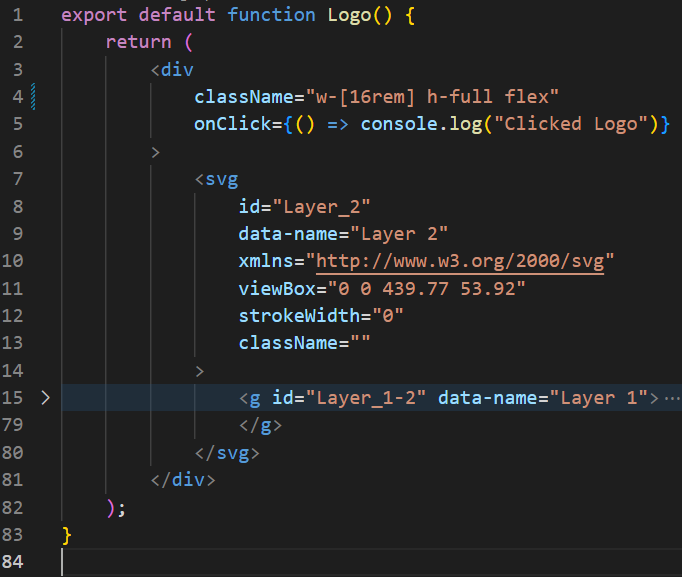 1 export default function Logo() {
2     return (
3         <div
4             className="w-[16rem] h-full flex"
5             onClick={() => console.log("Clicked Logo")}
6         >
7             <svg
8                 id="Layer_2"
9                 data-name="Layer 2"
10                 xmlns="http://www.w3.org/2000/svg"
11                 viewBox="0 0 439.77 53.92"
12                 strokeWidth="0"
13                 className=""
14             >
15                 <g id="Layer_1-2" data-name="Layer 1">⋯
79                 </g>
80             </svg>
81         </div>
82     );
83 }
84